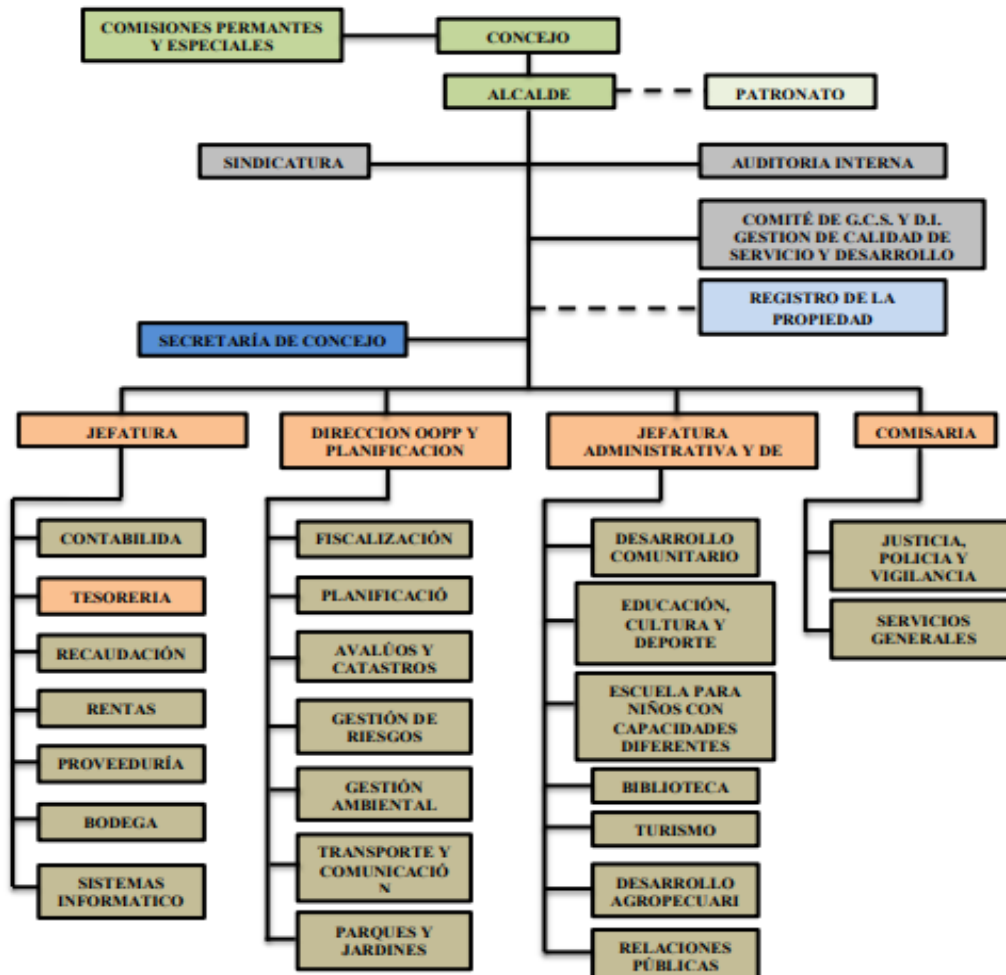 COMISIONES PERMANTES
Y ESPECIALES
CONCEJO
ALCALDE
PATRONATO
SINDICATURA
AUDITORIA INTERNA
COMITÉ DE G.C.S. Y D.I.
GESTION DE CALIDAD DE
SERVICIO Y DESARROLLO
REGISTRO DE LA
PROPIEDAD
SECRETARÍA DE CONCEJO
JEFATURA
DIRECCION OOPP Y
PLANIFICACION
JEFATURA
ADMINISTRATIVA Y DE
COMISARIA
CONTABILIDA
TESORERIA
RECAUDACIÓN
RENTAS
PROVEEDURÍA
BODEGA
SISTEMAS
INFORMATICO
FISCALIZACIÓN
PLANIFICACIÓ
AVALÚOS Y
CATASTROS
GESTIÓN DE
RIESGOS
GESTIÓN
AMBIENTAL
TRANSPORTE Y
COMUNICACIÓ
N
PARQUES Y
JARDINES
DESARROLLO
COMUNITARIO
EDUCACIÓN,
CULTURA Y
DEPORTE
ESCUELA PARA
NIÑOS CON
CAPACIDADES
DIFERENTES
BIBLIOTECA
TURISMO
DESARROLLO
AGROPECUARI
RELACIONES
PÚBLICAS
JUSTICIA,
POLICIA Y
VIGILANCIA
SERVICIOS
GENERALES